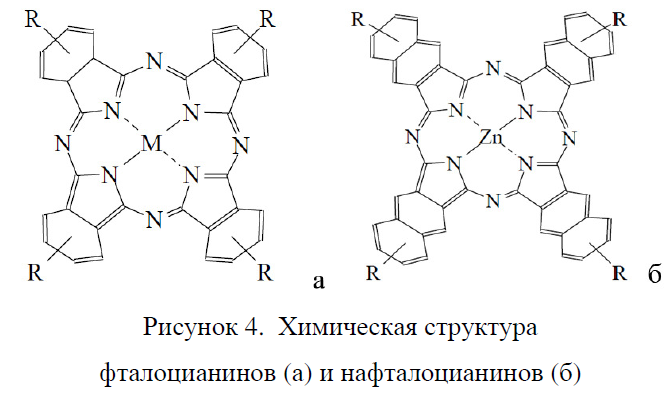 R R R R
N N N
N M N
N N N
N
R R R R
N
N N
N Zn N
N N
N
а б
Рисунок 4. Химическая структура
фталоцианинов (а) и нафталоцианинов (б)